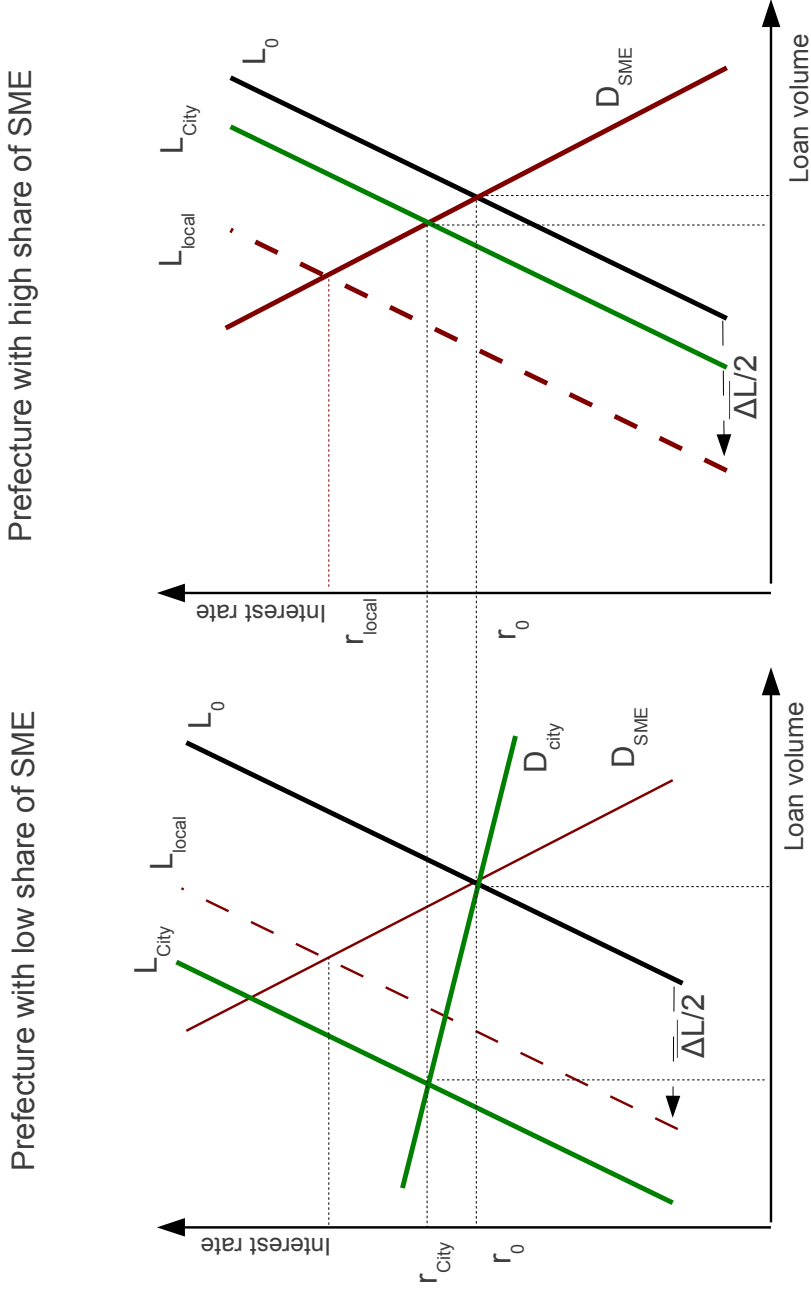 Prefecture with low share of SME
Interest rate
L_City
L_local
L_0
r_City
r_0
D_city
D_SME
ΔL/2
Loan volume
Prefecture with high share of SME
Interest rate
L_local
L_City
L_0
r_local
r_0
D_SME
ΔL/2
Loan volume